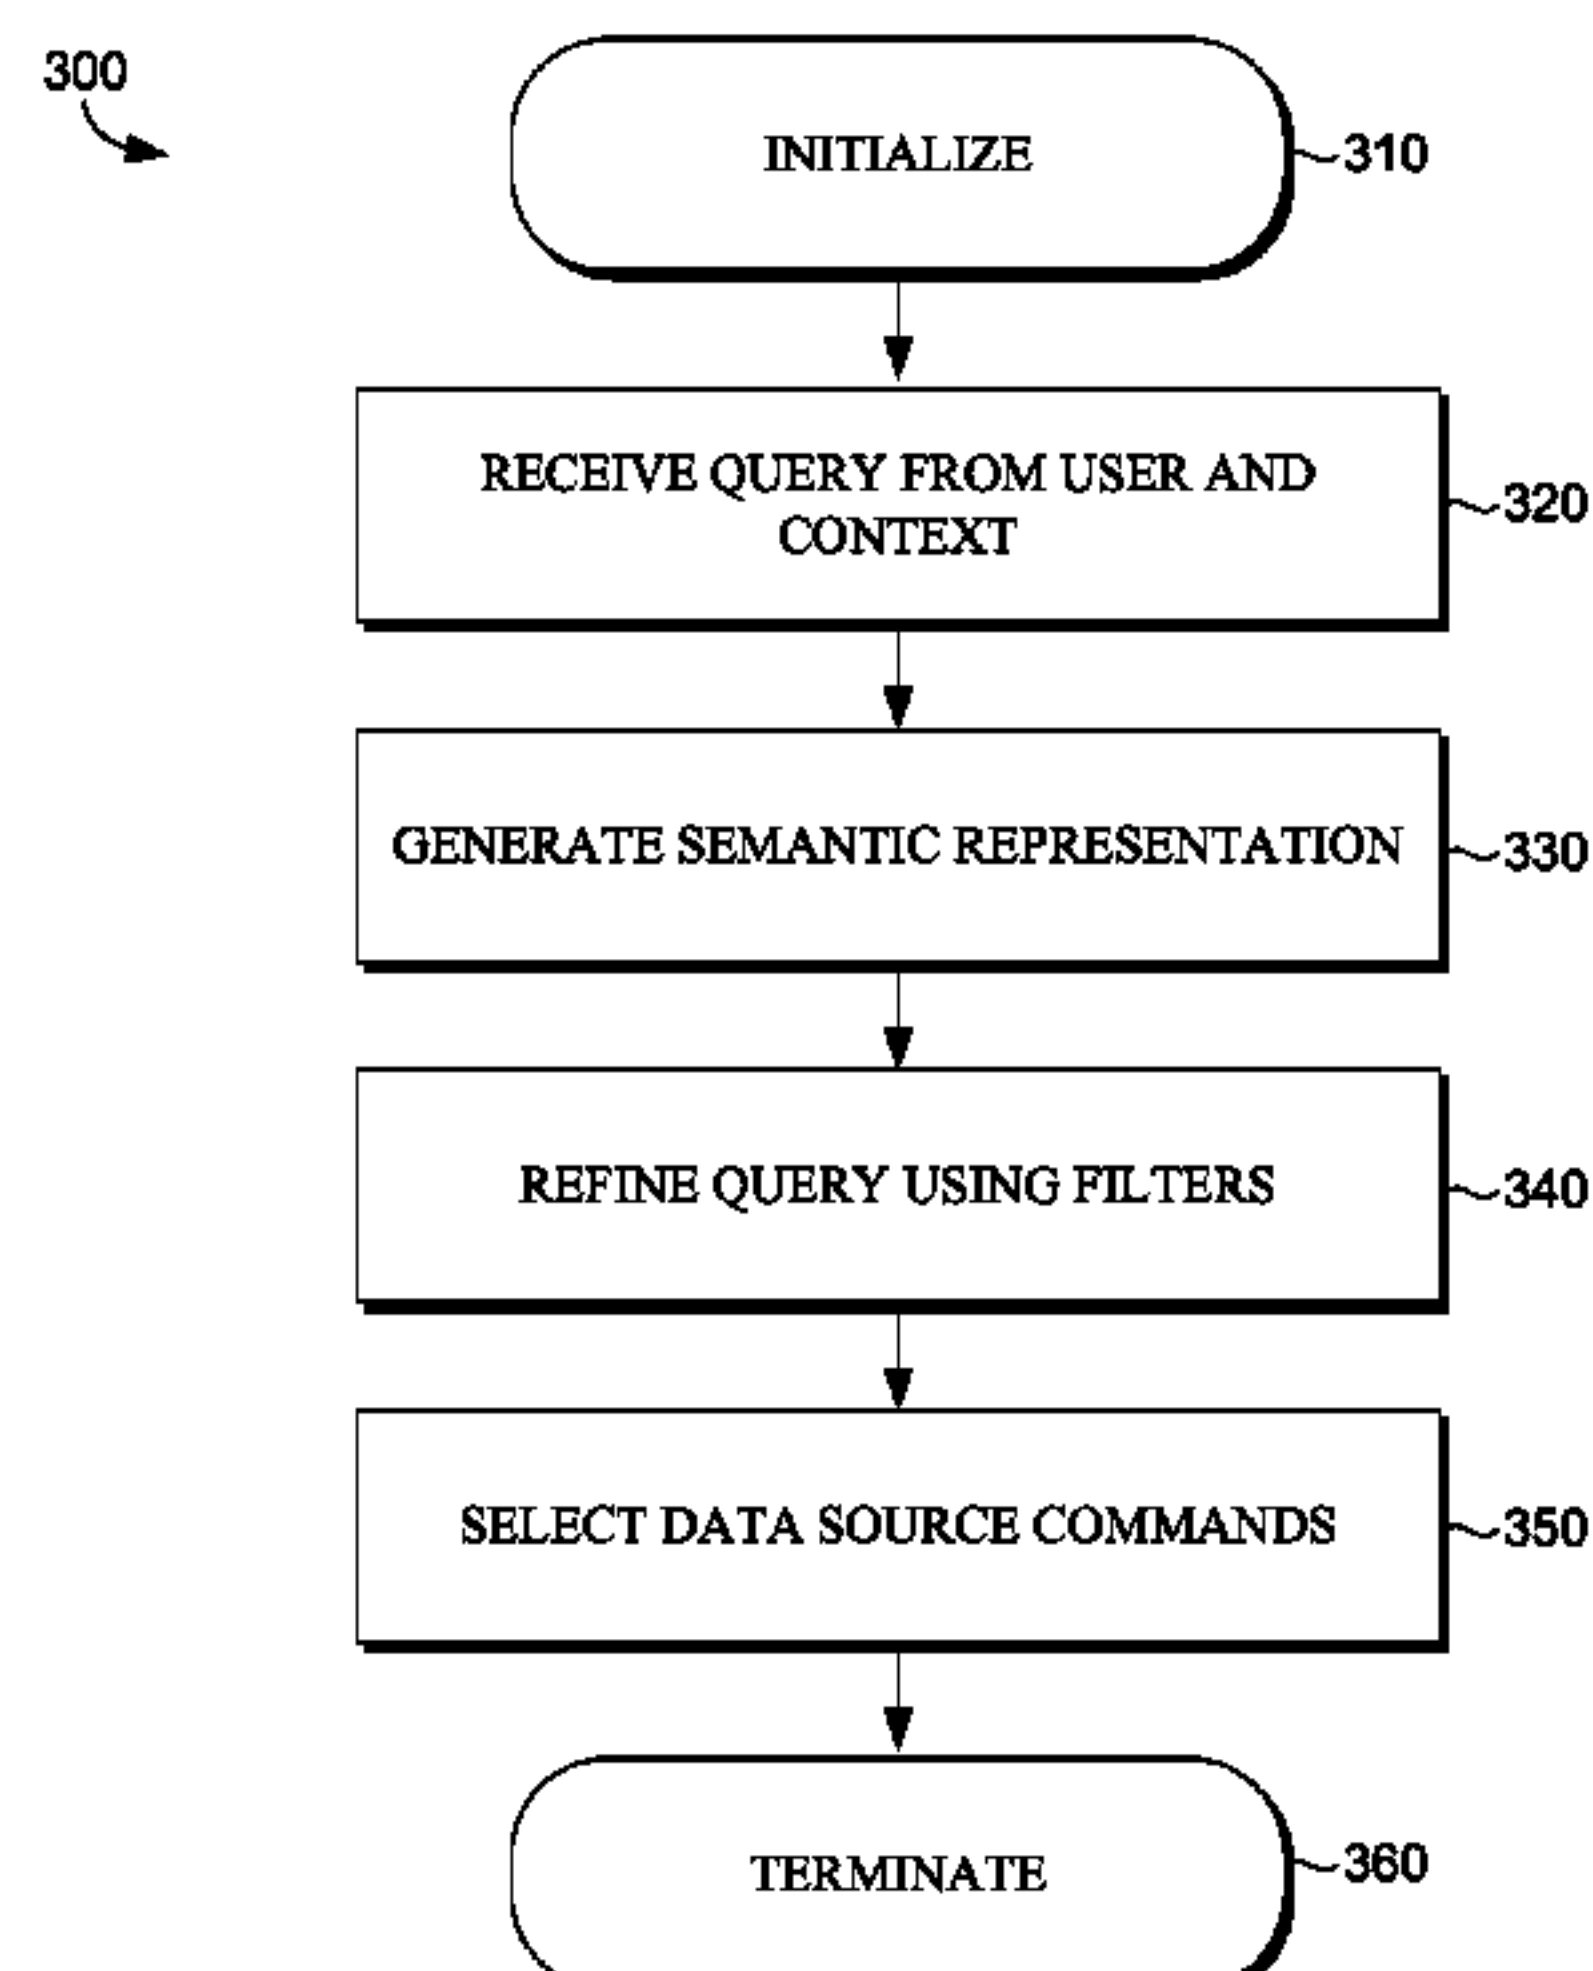 300
INITIALIZE
310
RECEIVE QUERY FROM USER AND
CONTEXT
320
GENERATE SEMANTIC REPRESENTATION
330
REFINE QUERY USING FILTERS
340
SELECT DATA SOURCE COMMANDS
350
TERMINATE
360